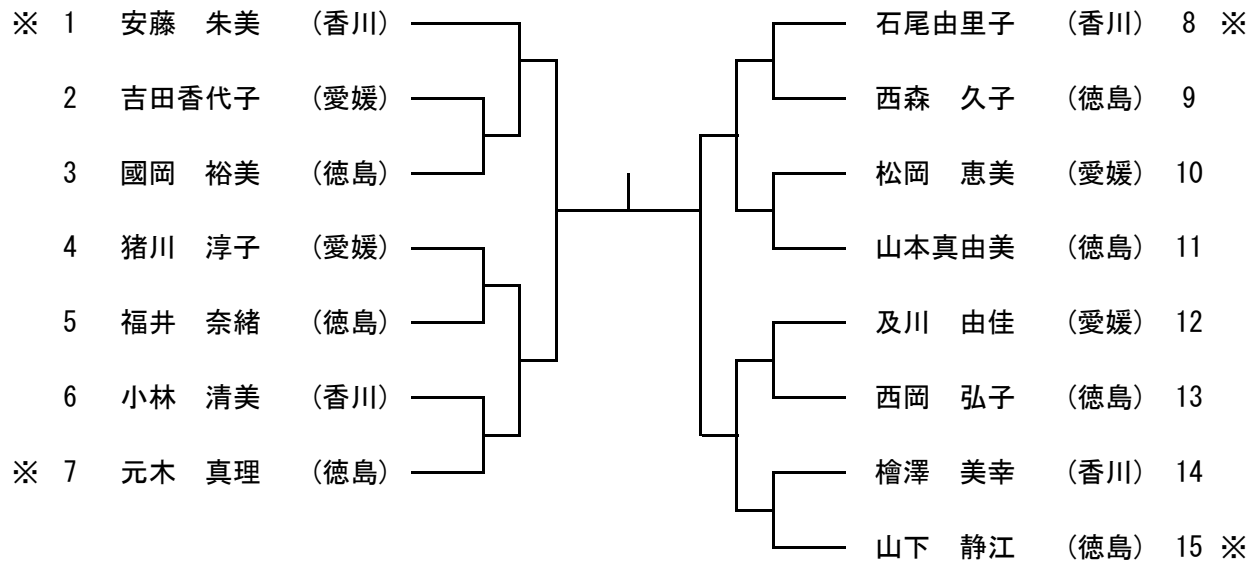 ※ 1 安藤 朱美 (香川)
2 吉田香代子 (愛媛)
3 國岡 裕美 (徳島)
4 猪川 淳子 (愛媛)
5 福井 奈緒 (徳島)
6 小林 清美 (香川)
※ 7 元木 真理 (徳島)
石尾由里子 (香川) 8 ※
西森 久子 (徳島) 9
松岡 恵美 (愛媛) 10
山本真由美 (徳島) 11
及川 由佳 (愛媛) 12
西岡 弘子 (徳島) 13
檜澤 美幸 (香川) 14
山下 静江 (徳島) 15 ※